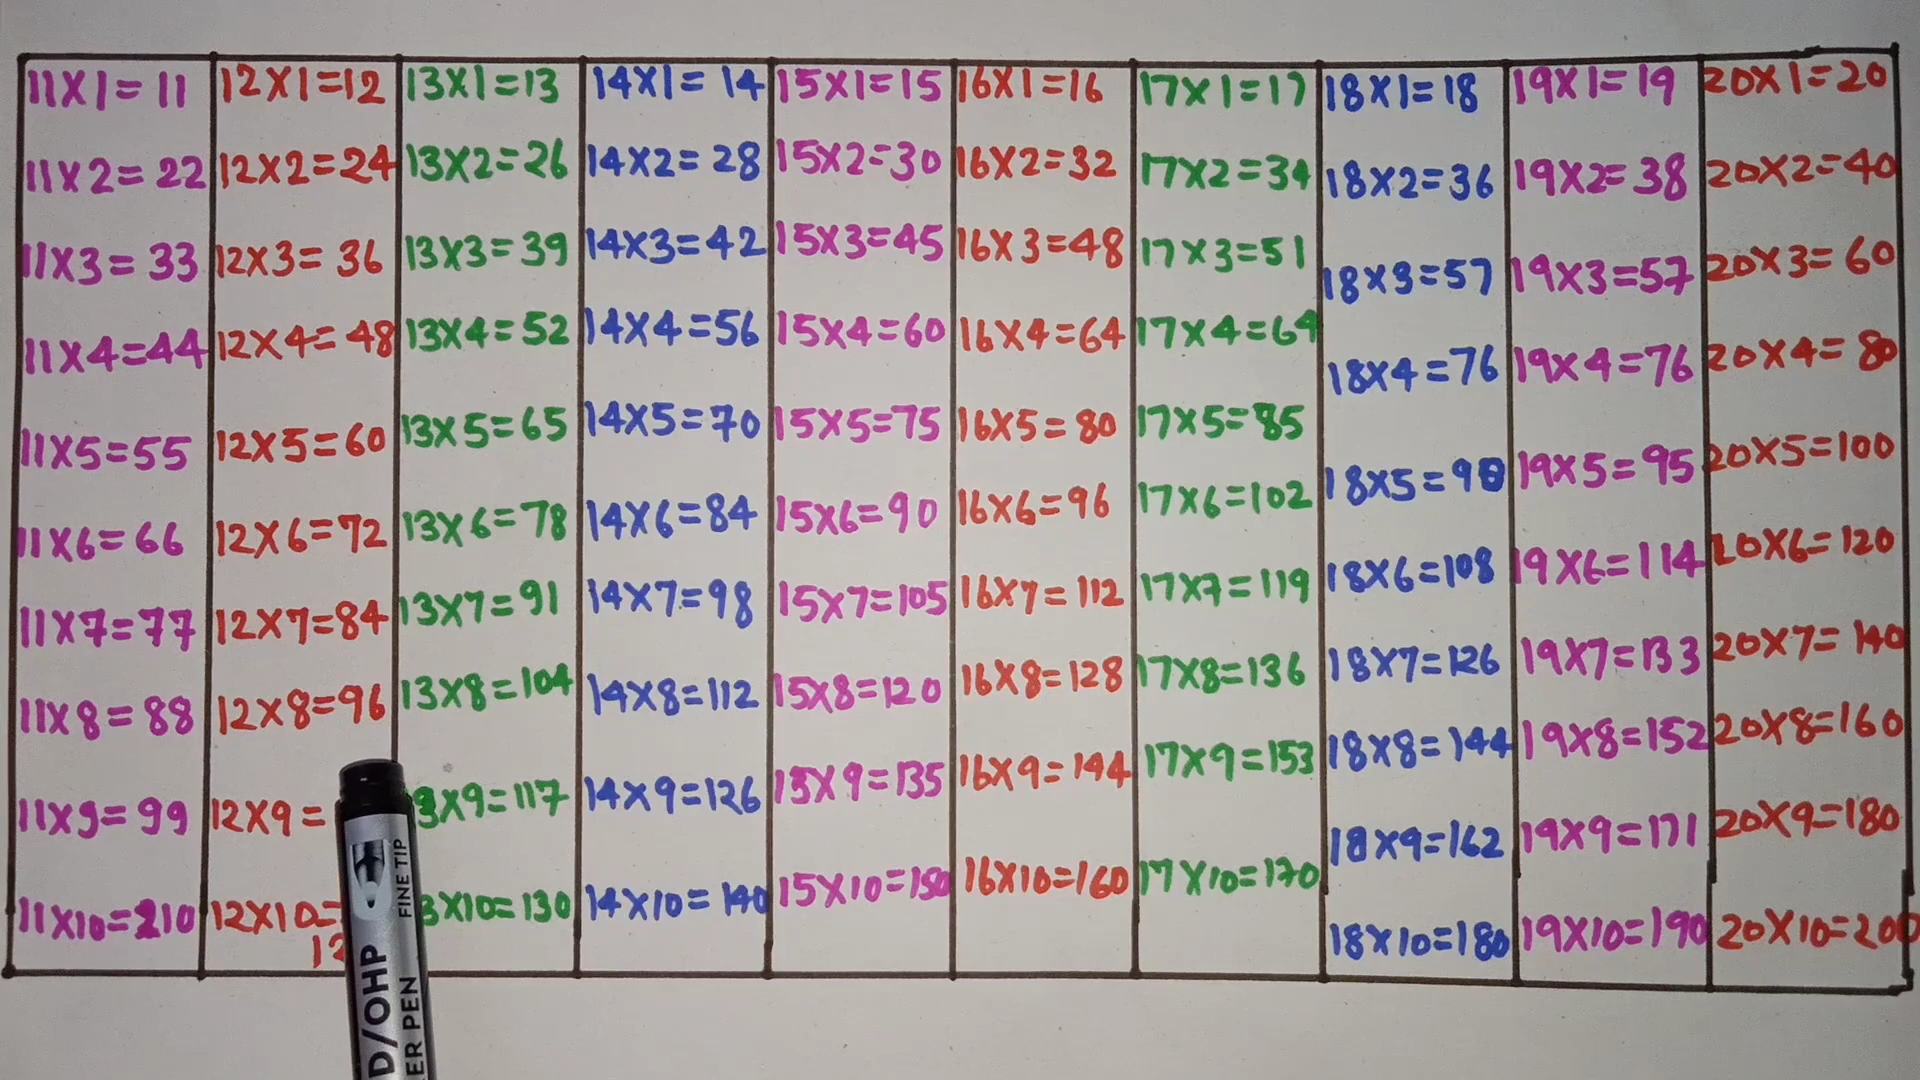 11X1=11
11X2=22
11X3=33
11X4=44
11X5=55
11X6=66
11X7=77
11X8=88
11X9=99
11X10=210
12X1=12
12X2=24
12X3=36
12X4=48
12X5=60
12X6=72
12X7=84
12X8=96
12X9=
12X10=
12
13X1=13
13X2=26
13X3=39
13X4=52
13X5=65
13X6=78
13X7=91
13X8=104
3X9=117
3X10=130
14X1=14
14X2=28
14X3=42
14X4=56
14X5=70
14X6=84
14X7=98
14X8=112
14X9=126
14X10=140
15X1=15
15X2=30
15X3=45
15X4=60
15X5=75
15X6=90
15X7=105
15X8=120
15X9=135
15X10=150
16X1=16
16X2=32
16X3=48
16X4=64
16X5=80
16X6=96
16X7=112
16X8=128
16X9=144
16X10=160
17X1=17
17X2=34
17X3=51
17X4=64
17X5=85
17X6=102
17X7=119
17X8=136
17X9=153
17X10=170
18X1=18
18X2=36
18X3=57
18X4=76
18X5=90
18X6=108
18X7=126
18X8=144
18X9=162
18X10=180
19X1=19
19X2=38
19X3=57
19X4=76
19X5=95
19X6=114
19X7=133
19X8=152
19X9=171
19X10=190
20X1=20
20X2=40
20X3=60
20X4=80
20X5=100
20X6=120
20X7=140
20X8=160
20X9=180
20X10=200
D/OHP FINE TIP
ER PEN